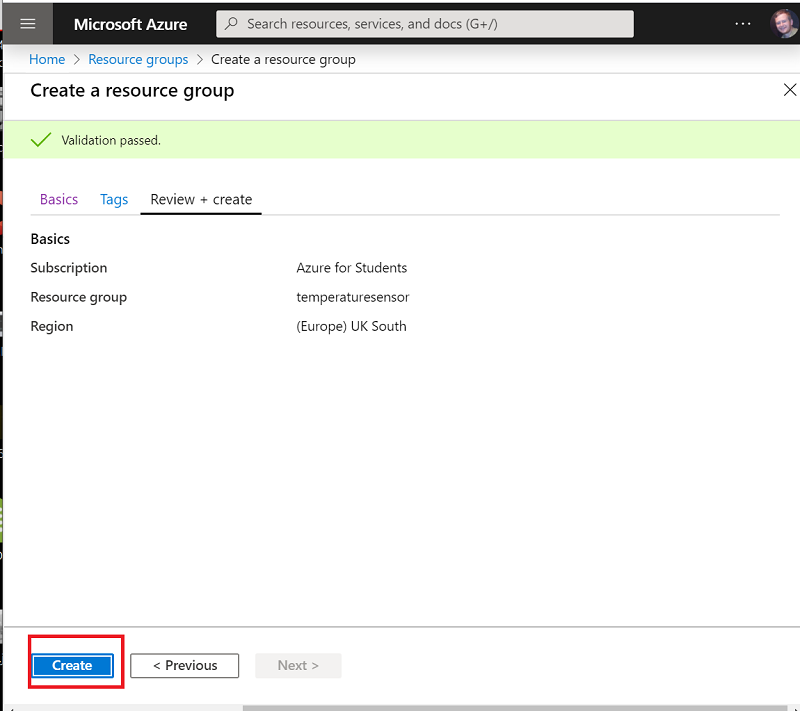 Microsoft Azure
Search resources, services, and docs (G+/)
...
Home > Resource groups > Create a resource group
Create a resource group
Validation passed.
Basics Tags Review + create
Basics
Subscription Azure for Students
Resource group temperaturesensor
Region (Europe) UK South
Create < Previous Next >